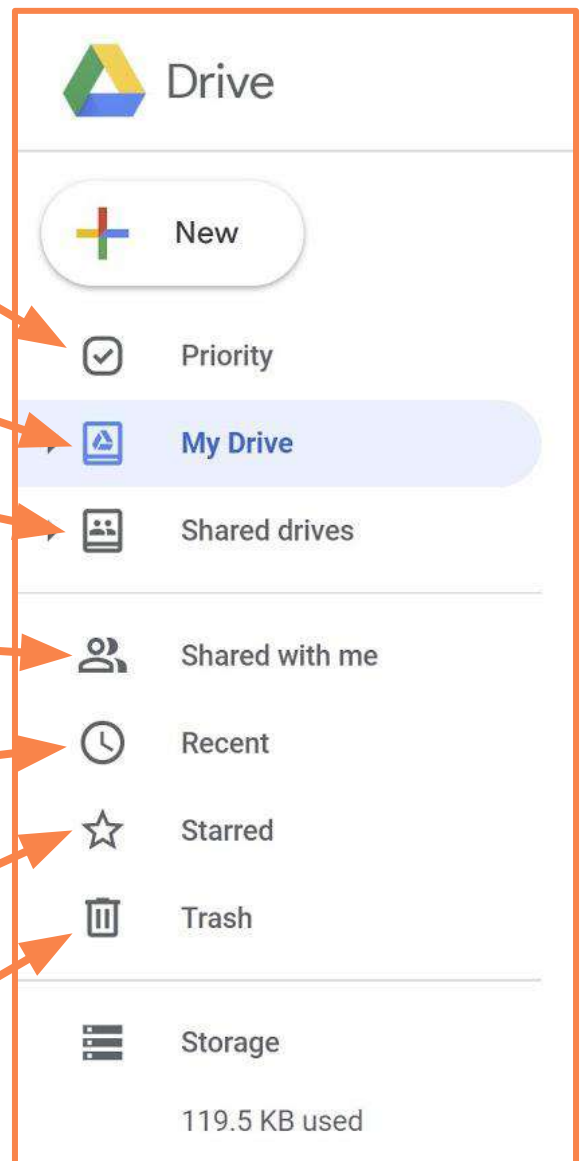 Drive
New
Priority
My Drive
Shared drives
Shared with me
Recent
Starred
Trash
Storage
119.5 KB used